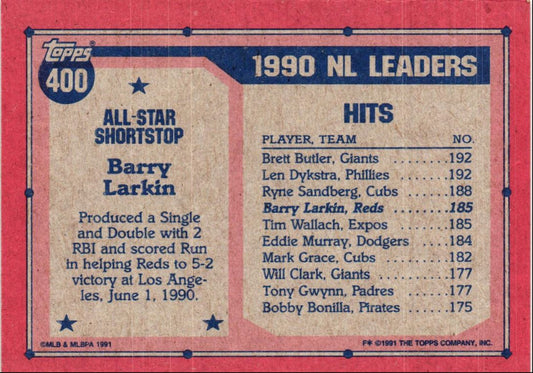 topps
400
ALL-STAR
SHORTSTOP
Barry
Larkin
Produced a Single
and Double with 2
RBI and scored Run
in helping Reds to 5-2
victory at Los Ange-
les, June 1, 1990.
©MLB & MLBPA 1991
1990 NL LEADERS
HITS
PLAYER, TEAM NO.
Brett Butler, Giants ........192
Len Dykstra, Phillies ........192
Ryne Sandberg, Cubs ........188
Barry Larkin, Reds ........185
Tim Wallach, Expos ........185
Eddie Murray, Dodgers ....184
Mark Grace, Cubs ........182
Will Clark, Giants ........177
Tony Gwynn, Padres ......177
Bobby Bonilla, Pirates ....175
F* ©1991 THE TOPPS COMPANY, INC.